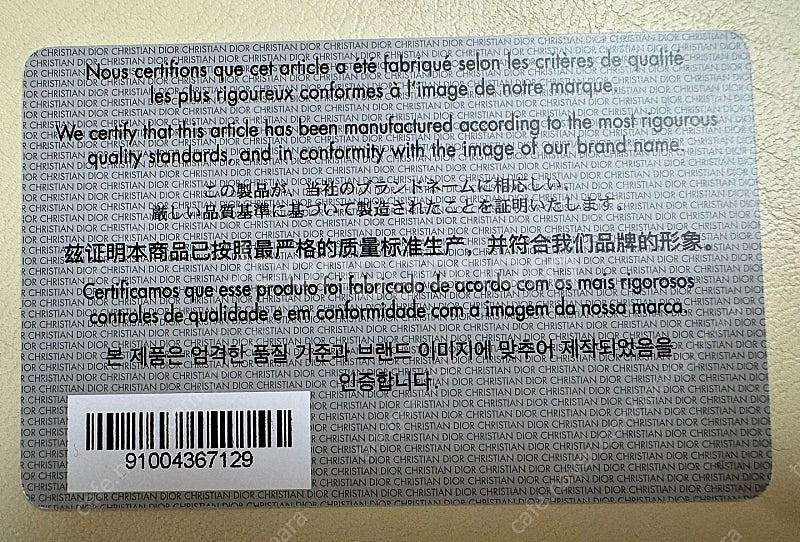 Nous certifions que cet article a été fabriqué selon les critères de qualité
les plus rigoureux conformes à l'image de notre marque.
We certify that this article has been manufactured according to the most rigourous
quality standards, and in conformity with the image of our brand name.
この製品が、当社のブランドネームに相応しい、
厳しい品質基準に基づいて製造されたことを証明いたします。
兹证明本商品已按照最严格的质量标准生产，并符合我们品牌的形象。
Certificamos que esse produto foi fabricado de acordo com os mais rigorosos
controles de qualidade e em conformidade com a imagem da nossa marca.
본 제품은 엄격한 품질 기준과 브랜드 이미지에 맞추어 제작되었음을
인증합니다.
91004367129